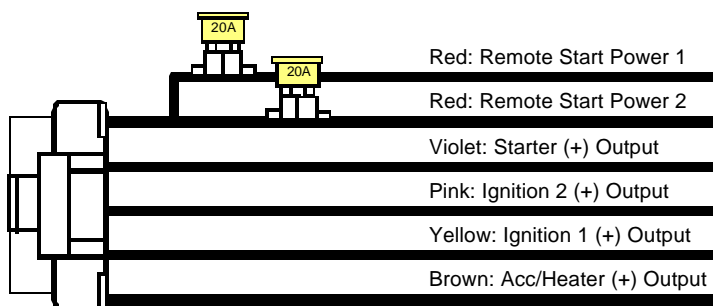 20A
20A
Red: Remote Start Power 1
Red: Remote Start Power 2
Violet: Starter (+) Output
Pink: Ignition 2 (+) Output
Yellow: Ignition 1 (+) Output
Brown: Acc/Heater (+) Output